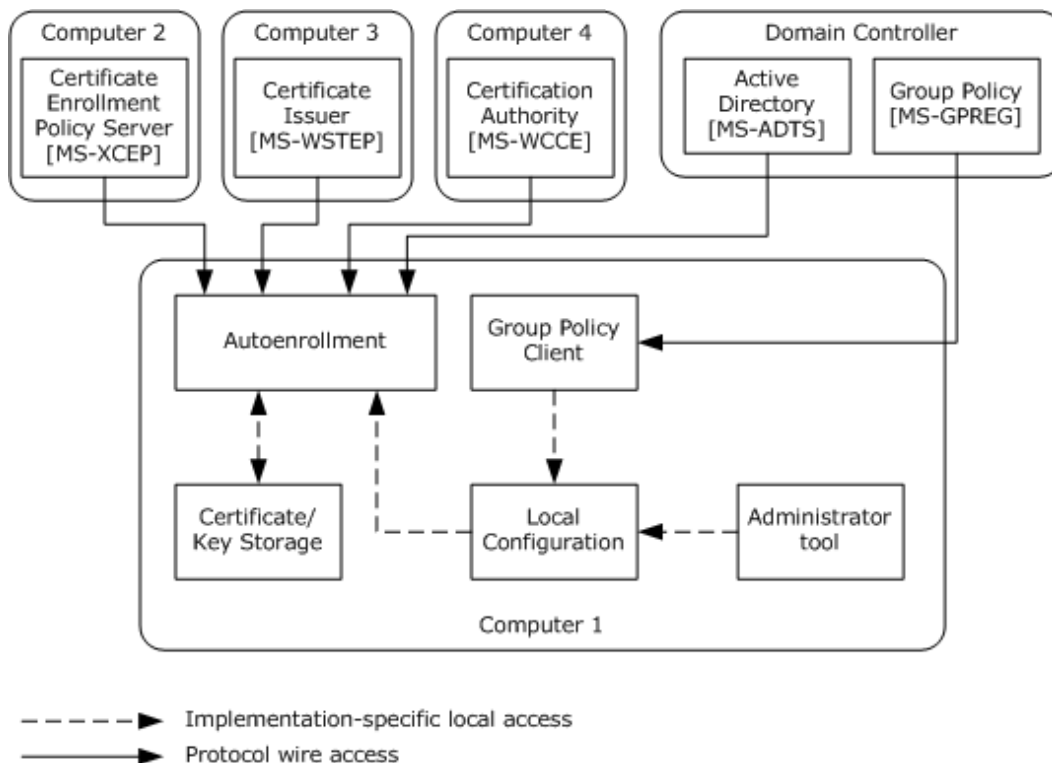 Computer 2
Certificate
Enrollment
Policy Server
[MS-XCEP]
Computer 3
Certificate
Issuer
[MS-WSTEP]
Computer 4
Certification
Authority
[MS-WCCE]
Domain Controller
Active
Directory
[MS-ADTS]
Group Policy
[MS-GPREG]
Autoenrollment
Group Policy
Client
Certificate/
Key Storage
Local
Configuration
Administrator
tool
Computer 1
Implementation-specific local access
Protocol wire access